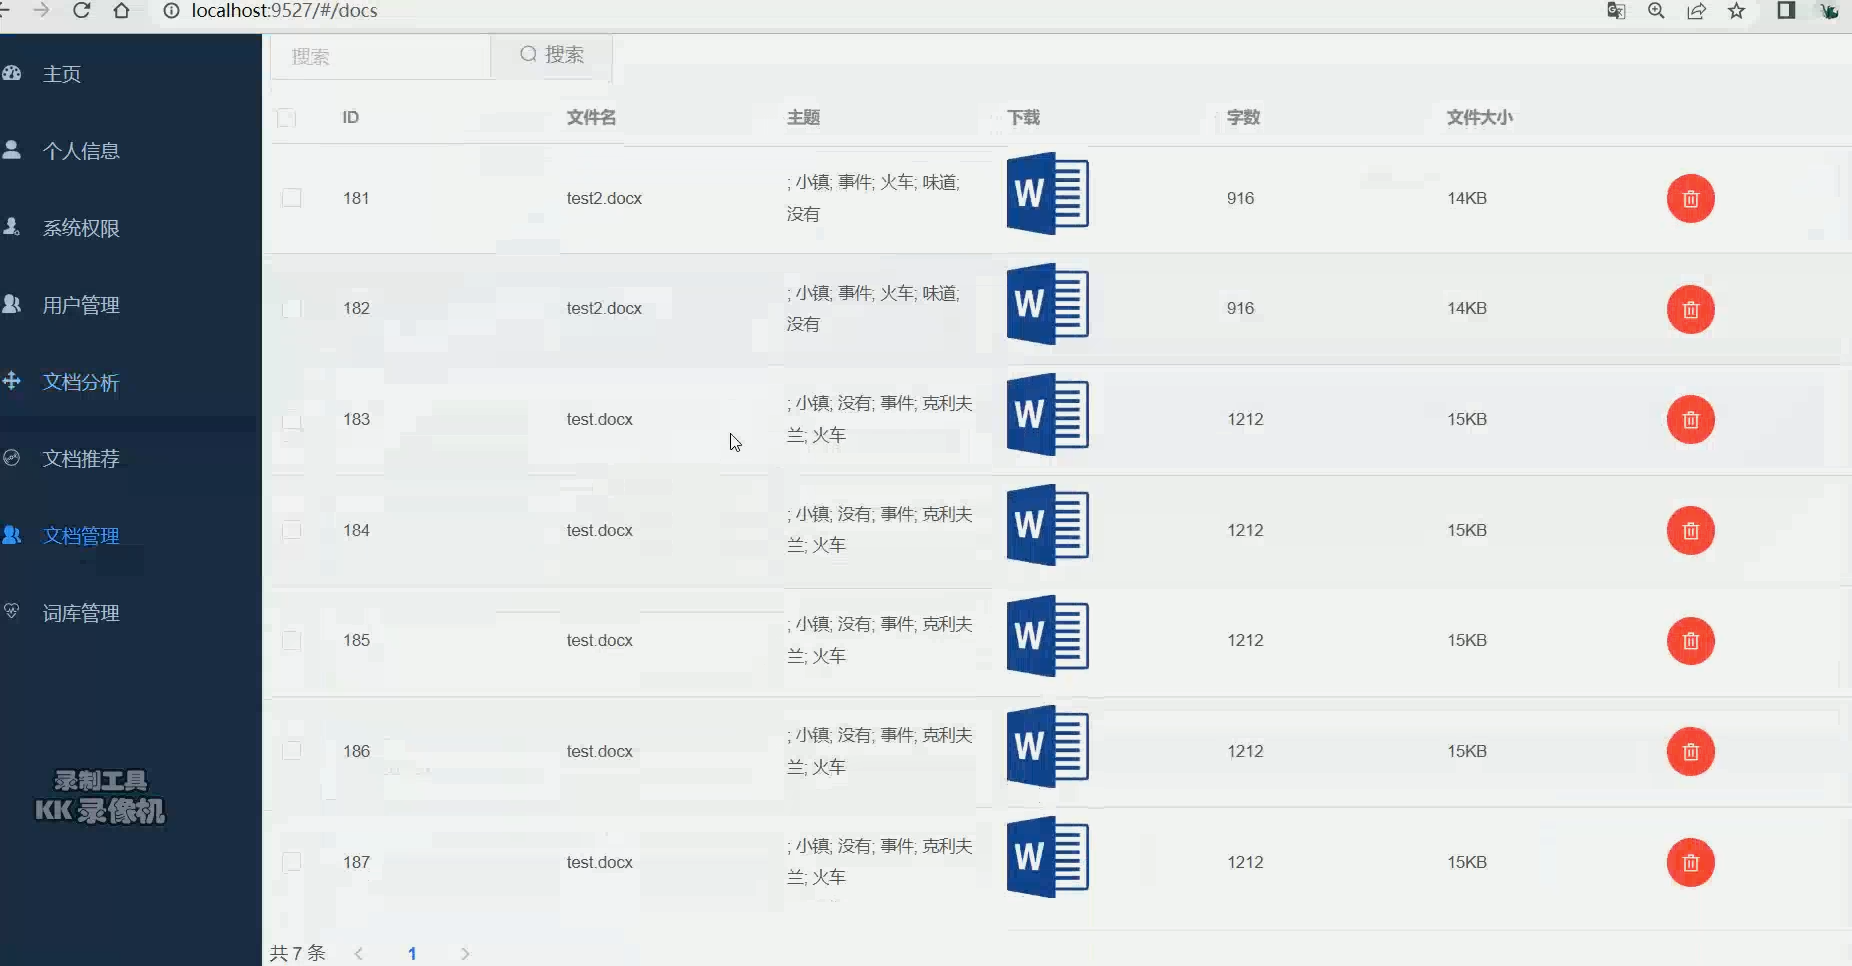 localhost:9527/#/docs
主页
个人信息
系统权限
用户管理
文档分析
文档推荐
文档管理
词库管理
录制工具
KK 录像机
搜索 搜索
ID 文件名 主题 下载 字数 文件大小
181 test2.docx ; 小镇; 事件; 火车; 味道; W 916 14KB
没有
182 test2.docx ; 小镇; 事件; 火车; 味道; W 916 14KB
没有
183 test.docx ; 小镇; 没有; 事件; 克利夫 W 1212 15KB
兰; 火车
184 test.docx ; 小镇; 没有; 事件; 克利夫 W 1212 15KB
兰; 火车
185 test.docx ; 小镇; 没有; 事件; 克利夫 W 1212 15KB
兰; 火车
186 test.docx ; 小镇; 没有; 事件; 克利夫 W 1212 15KB
兰; 火车
187 test.docx ; 小镇; 没有; 事件; 克利夫 W 1212 15KB
兰; 火车
共 7 条 1